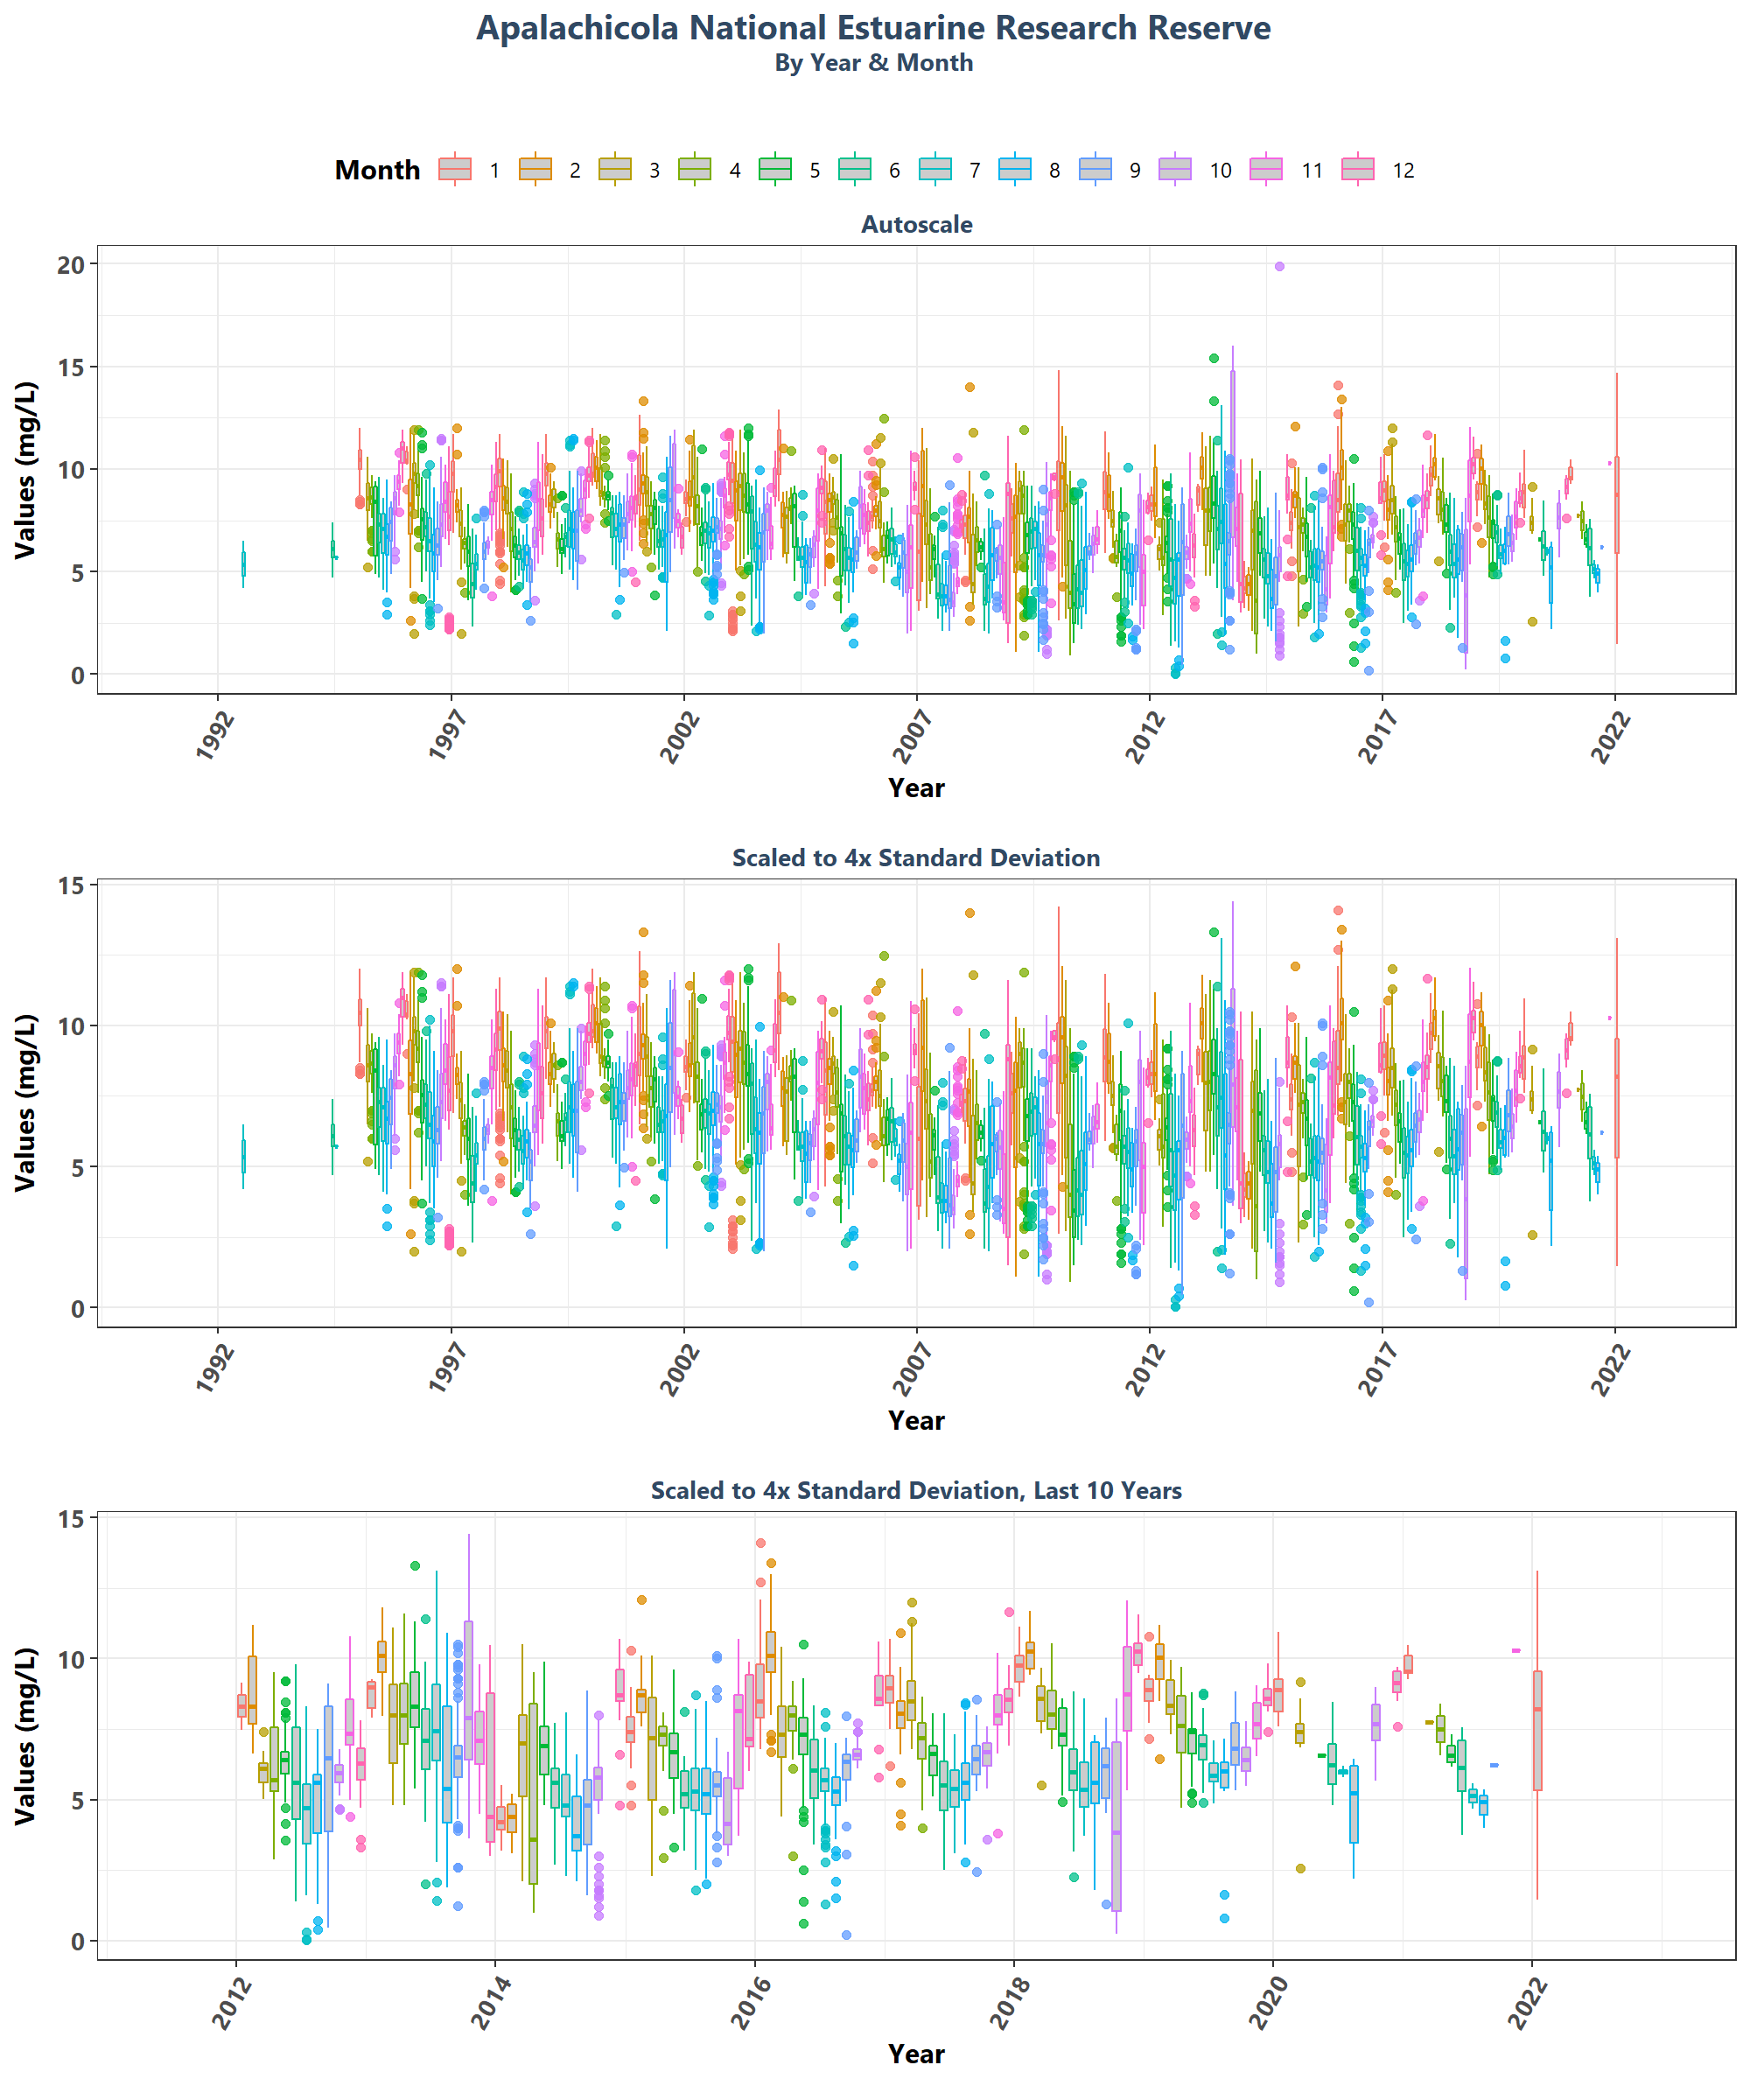 Apalachicola National Estuarine Research Reserve
By Year & Month
Month 1 2 3 4 5 6 7 8 9 10 11 12
Autoscale
Values (mg/L)
20
15
10
5
0
1992 1997 2002 2007 2012 2017 2022
Year
Scaled to 4x Standard Deviation
Values (mg/L)
15
10
5
0
1992 1997 2002 2007 2012 2017 2022
Year
Scaled to 4x Standard Deviation, Last 10 Years
Values (mg/L)
15
10
5
0
2012 2014 2016 2018 2020 2022
Year